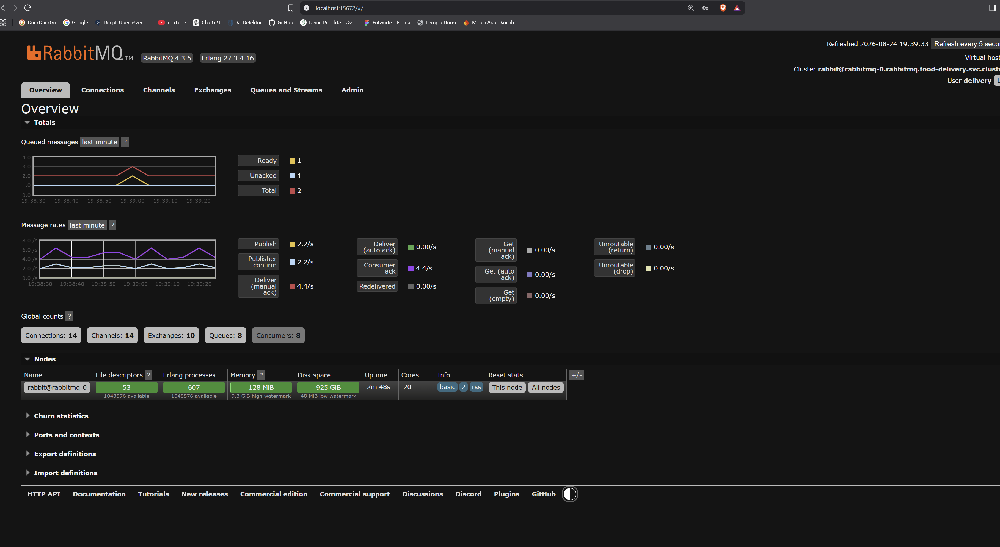 localhost:15672/#/
DuckDuckGo Google DeepL Übersetzer:... YouTube ChatGPT KI-Detektor GitHub Deine Projekte - Ov... Entwürfe – Figma Lernplattform MobileApps-Kochb...
Refreshed 2026-08-24 19:39:33 Refresh every 5 seco
RabbitMQ TM RabbitMQ 4.3.5 Erlang 27.3.4.16
Virtual host
Cluster rabbit@rabbitmq-0.rabbitmq.food-delivery.svc.cluste
User delivery L
Overview Connections Channels Exchanges Queues and Streams Admin
Overview
Totals
Queued messages last minute ?
4.0
3.0
2.0
1.0
0.0
19:38:30 19:38:40 19:38:50 19:39:00 19:39:10 19:39:20
Ready 1
Unacked 1
Total 2
Message rates last minute ?
8.0 /s
6.0 /s
4.0 /s
2.0 /s
0.0 /s
19:38:30 19:38:40 19:38:50 19:39:00 19:39:10 19:39:20
Publish 2.2/s
Publisher
confirm 2.2/s
Deliver
(manual 4.4/s
ack)
Deliver
(auto ack) 0.00/s
Consumer
ack 4.4/s
Redelivered 0.00/s
Get
(manual 0.00/s
ack)
Get (auto
ack) 0.00/s
Get
(empty) 0.00/s
Unroutable
(return) 0.00/s
Unroutable
(drop) 0.00/s
Global counts ?
Connections: 14 Channels: 14 Exchanges: 10 Queues: 8 Consumers: 8
Nodes
Name File descriptors ? Erlang processes Memory ? Disk space Uptime Cores Info Reset stats +/-
rabbit@rabbitmq-0 53 607 128 MiB 925 GiB 2m 48s 20 basic 2 rss This node All nodes
1048576 available 1048576 available 9.3 GiB high watermark 48 MiB low watermark
Churn statistics
Ports and contexts
Export definitions
Import definitions
HTTP API Documentation Tutorials New releases Commercial edition Commercial support Discussions Discord Plugins GitHub